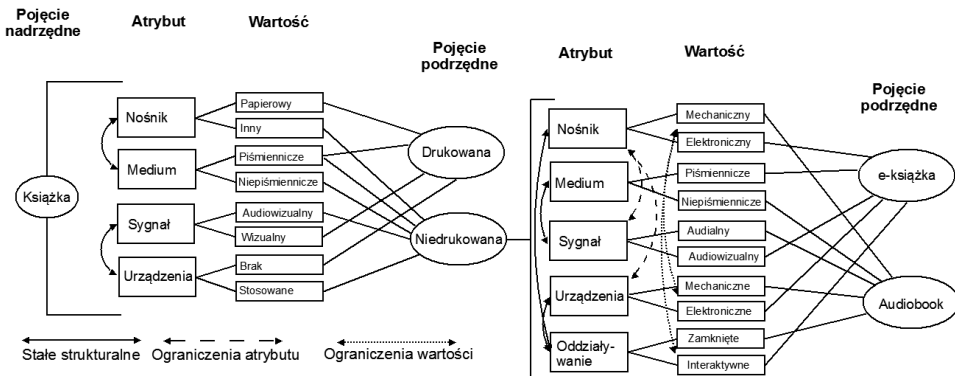 Pojęcie
nadrzędne
Atrybut
Wartość
Pojęcie
podrzędne
Atrybut
Wartość
Pojęcie
podrzędne
Książka
Nośnik
Medium
Sygnał
Urządzenia
Papierowy
Inny
Piśmiennicze
Niepiśmiennicze
Audiowizualny
Wizualny
Brak
Stosowane
Drukowana
Niedrukowana
Nośnik
Medium
Sygnał
Urządzenia
Oddziały-
wanie
Mechaniczny
Elektroniczny
Piśmiennicze
Niepiśmiennicze
Audialny
Audiowizualny
Mechaniczne
Elektroniczne
Zamknięte
Interaktywne
e-książka
Audiobook
Stałe strukturalne
Ograniczenia atrybutu
Ograniczenia wartości